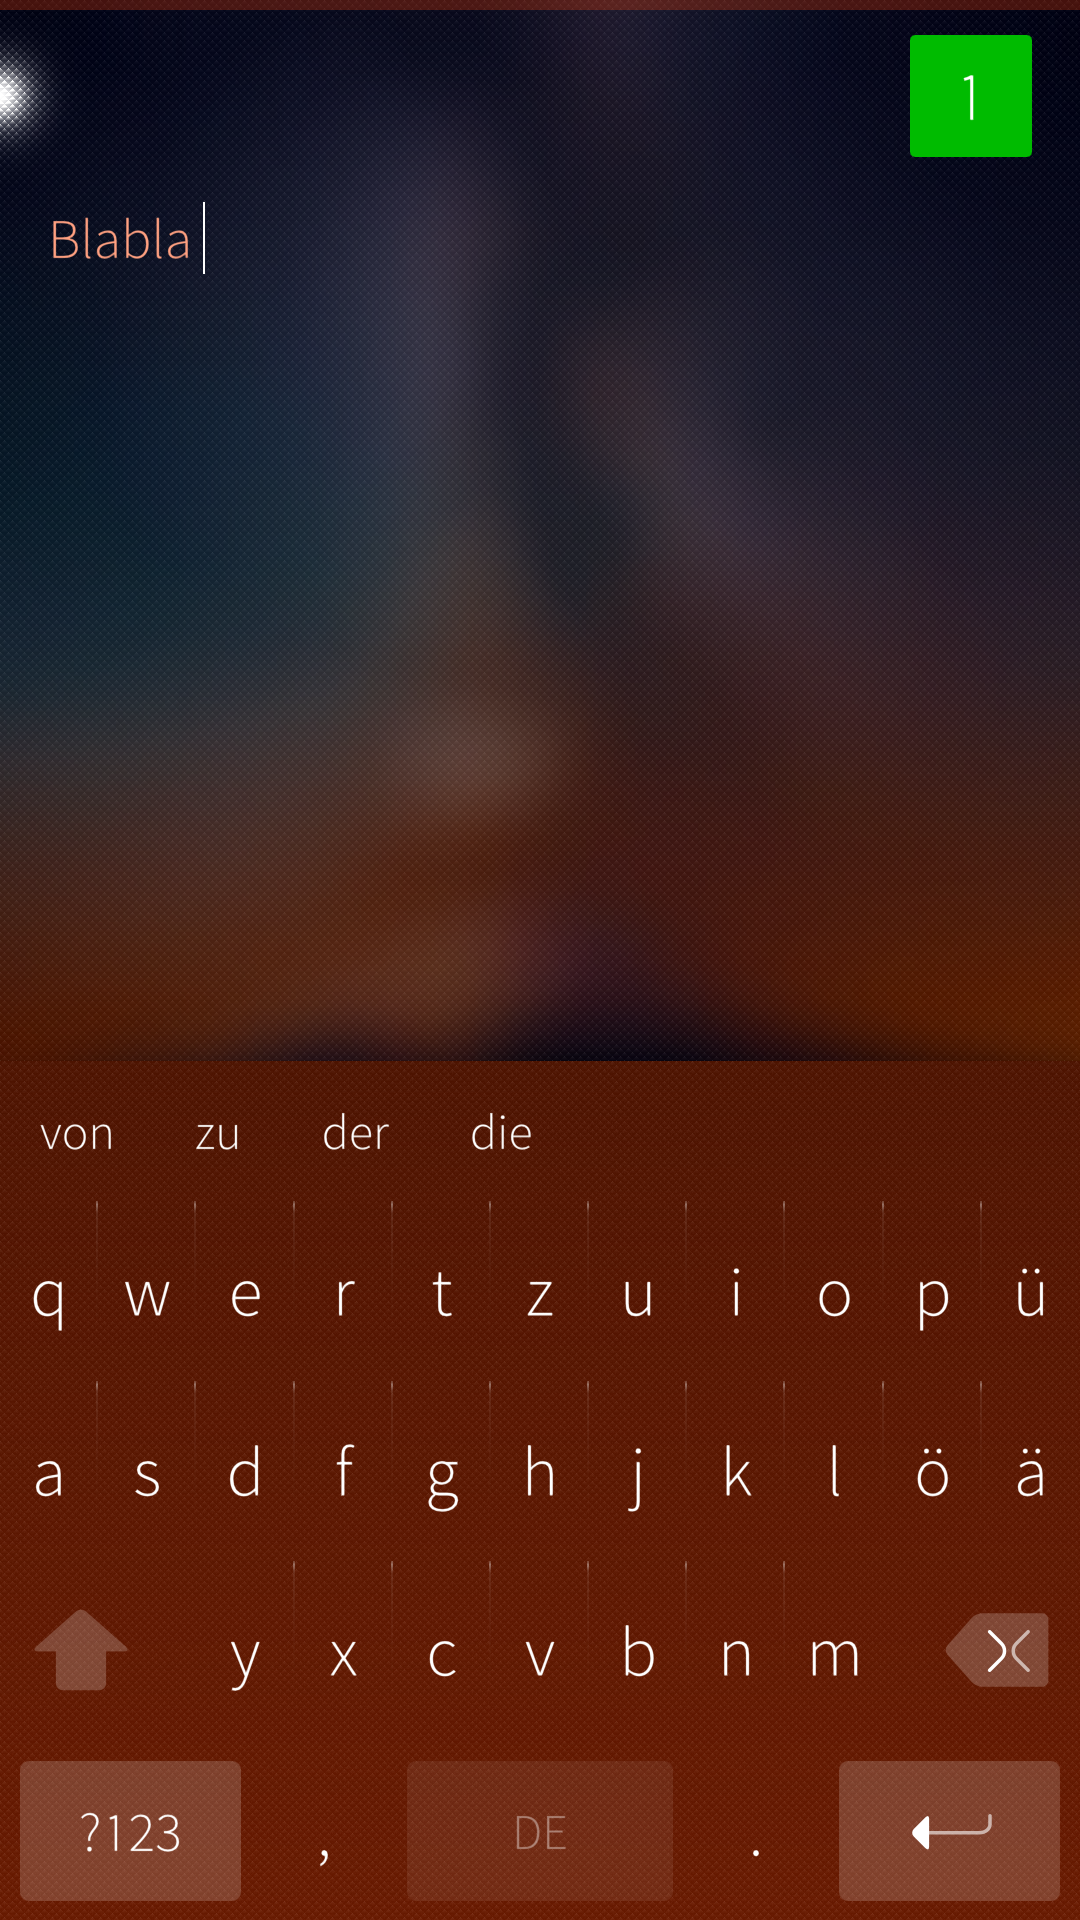 1
Blabla
von zu der die
q w e r t z u i o p ü
a s d f g h j k l ö ä
y x c v b n m
?123 , DE .